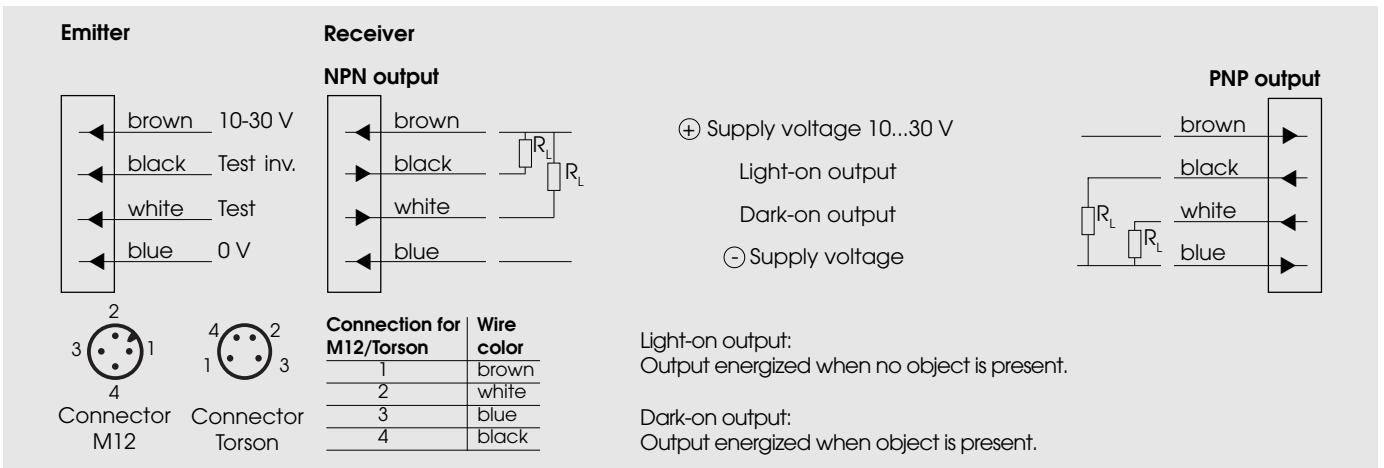 Emitter
Receiver
NPN output
PNP output
brown 10-30 V
black Test inv.
white Test
blue 0 V
brown
black
white
blue
RL
RL
+ Supply voltage 10...30 V
Light-on output
Dark-on output
- Supply voltage
brown
black
white
blue
RL
RL
2
3 1
4
Connector
M12
4 2
1 3
Connector
Torson
Connection for Wire
M12/Torson color
1 brown
2 white
3 blue
4 black
Light-on output:
Output energized when no object is present.
Dark-on output:
Output energized when object is present.